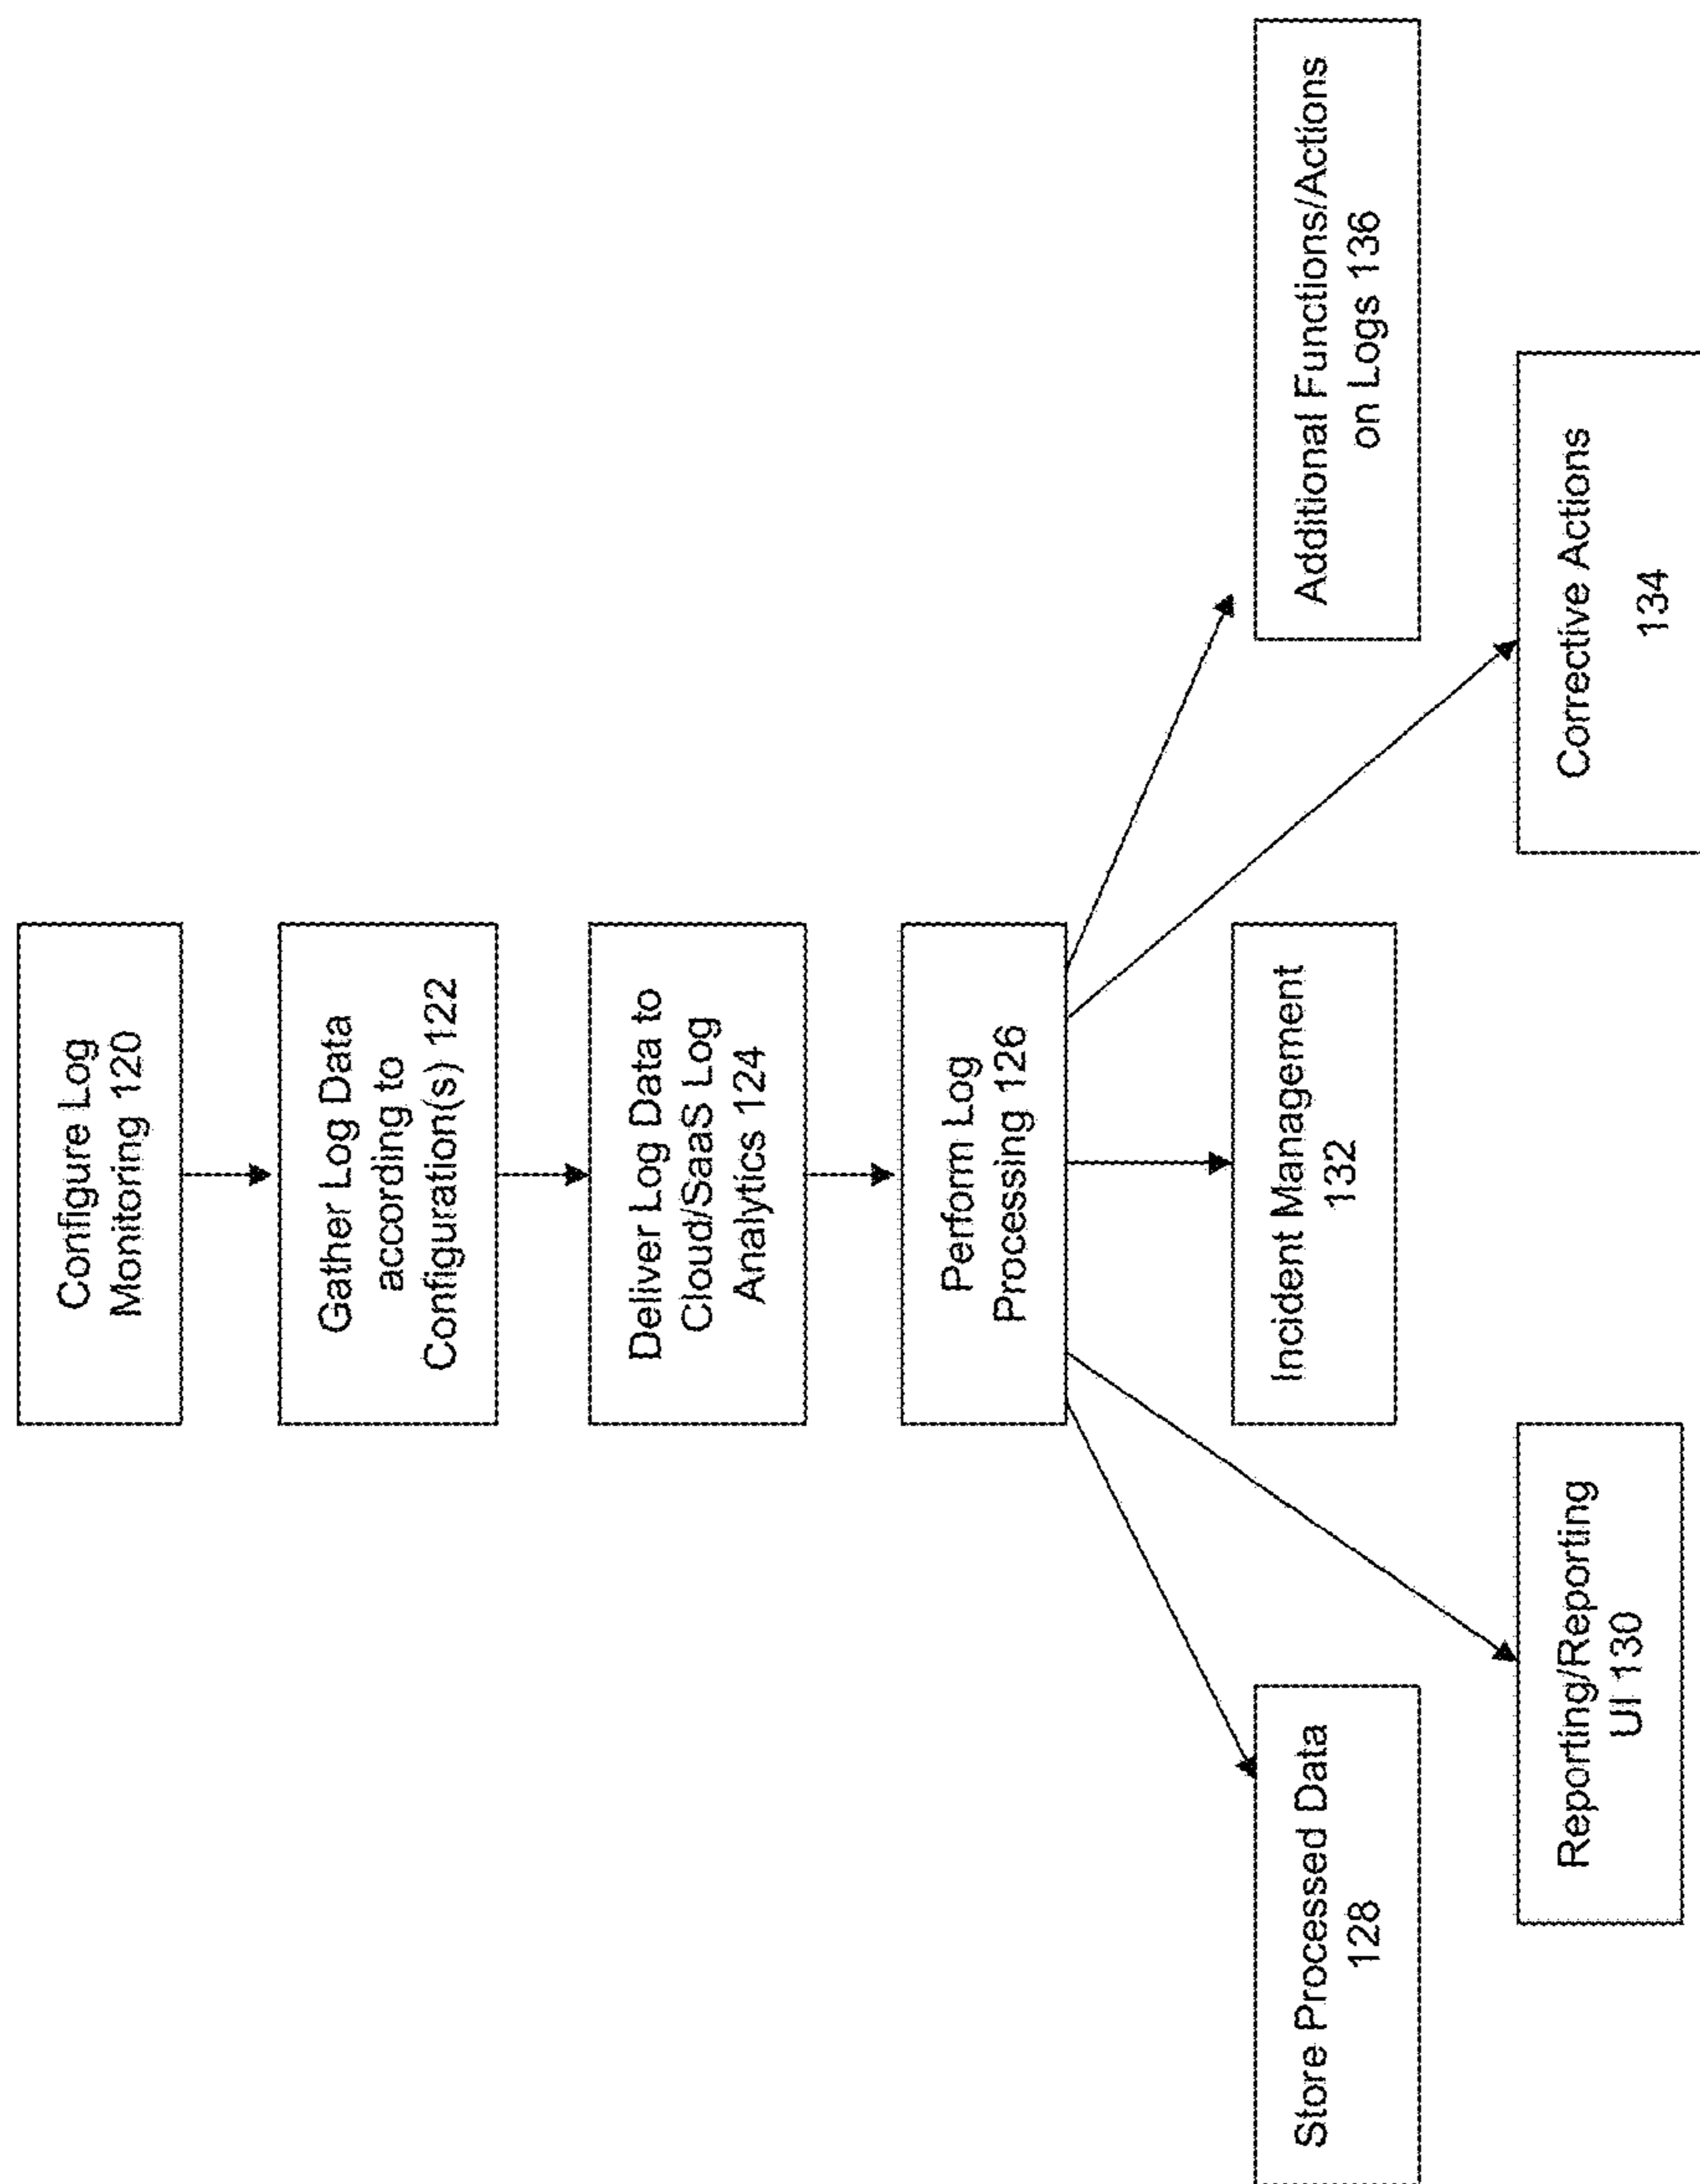 Configure Log
Monitoring 120
Gather Log Data
according to
Configuration(s) 122
Deliver Log Data to
Cloud/SaaS Log
Analytics 124
Perform Log
Processing 126
Store Processed Data
128
Reporting/Reporting
UI 130
Incident Management
132
Corrective Actions
134
Additional Functions/Actions
on Logs 136